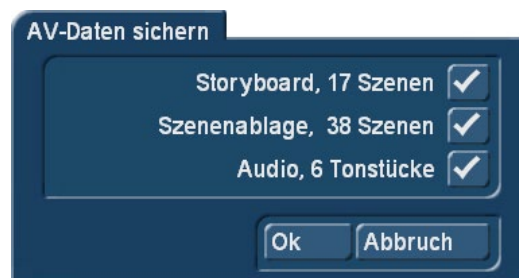 AV-Daten sichern
Storyboard, 17 Szenen
Szenenablage, 38 Szenen
Audio, 6 Tonstücke
Ok Abbruch